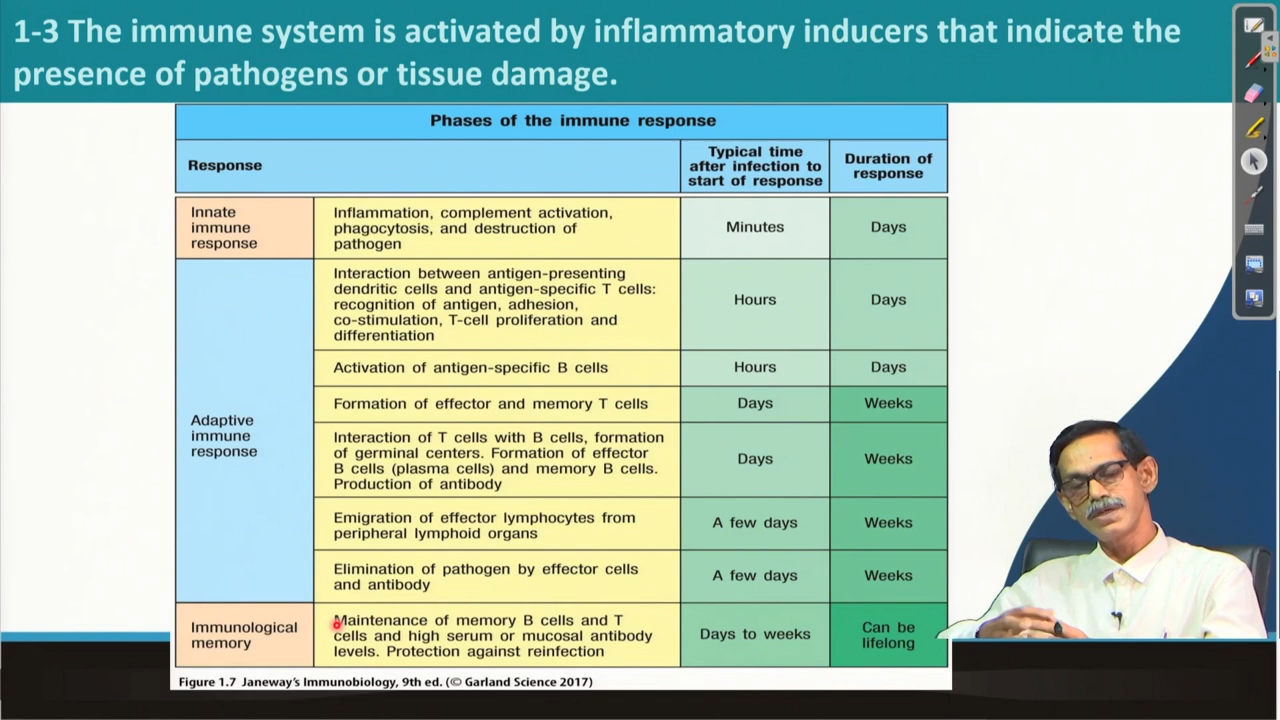 1-3 The immune system is activated by inflammatory inducers that indicate the
presence of pathogens or tissue damage.
Phases of the immune response
Response
Typical time
after infection to
start of response
Duration of
response
Innate
immune
response
Inflammation, complement activation,
phagocytosis, and destruction of
pathogen
Minutes
Days
Adaptive
immune
response
Interaction between antigen-presenting
dendritic cells and antigen-specific T cells:
recognition of antigen, adhesion,
co-stimulation, T-cell proliferation and
differentiation
Hours
Days
Activation of antigen-specific B cells
Hours
Days
Formation of effector and memory T cells
Days
Weeks
Interaction of T cells with B cells, formation
of germinal centers. Formation of effector
B cells (plasma cells) and memory B cells.
Production of antibody
Days
Weeks
Emigration of effector lymphocytes from
peripheral lymphoid organs
A few days
Weeks
Elimination of pathogen by effector cells
and antibody
A few days
Weeks
Immunological
memory
Maintenance of memory B cells and T
cells and high serum or mucosal antibody
levels. Protection against reinfection
Days to weeks
Can be
lifelong
Figure 1.7 Janeway's Immunobiology, 9th ed. (© Garland Science 2017)